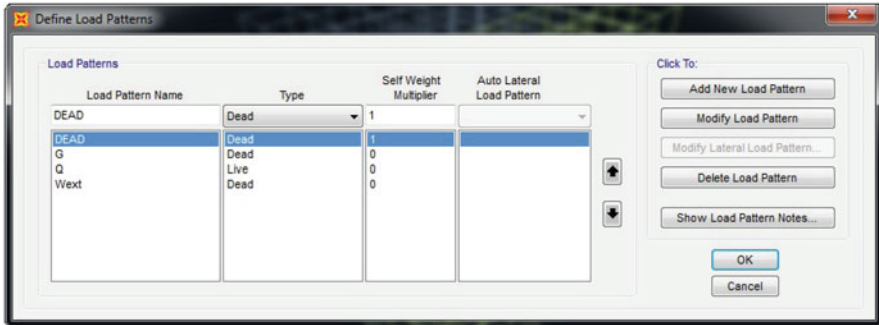 Define Load Patterns
Load Patterns
Click To:
Load Pattern Name Type Self Weight Multiplier Auto Lateral Load Pattern
DEAD Dead 1
DEAD Dead 1
G Dead 0
Q Live 0
Wext Dead 0
Add New Load Pattern
Modify Load Pattern
Modify Lateral Load Pattern...
Delete Load Pattern
Show Load Pattern Notes...
OK
Cancel